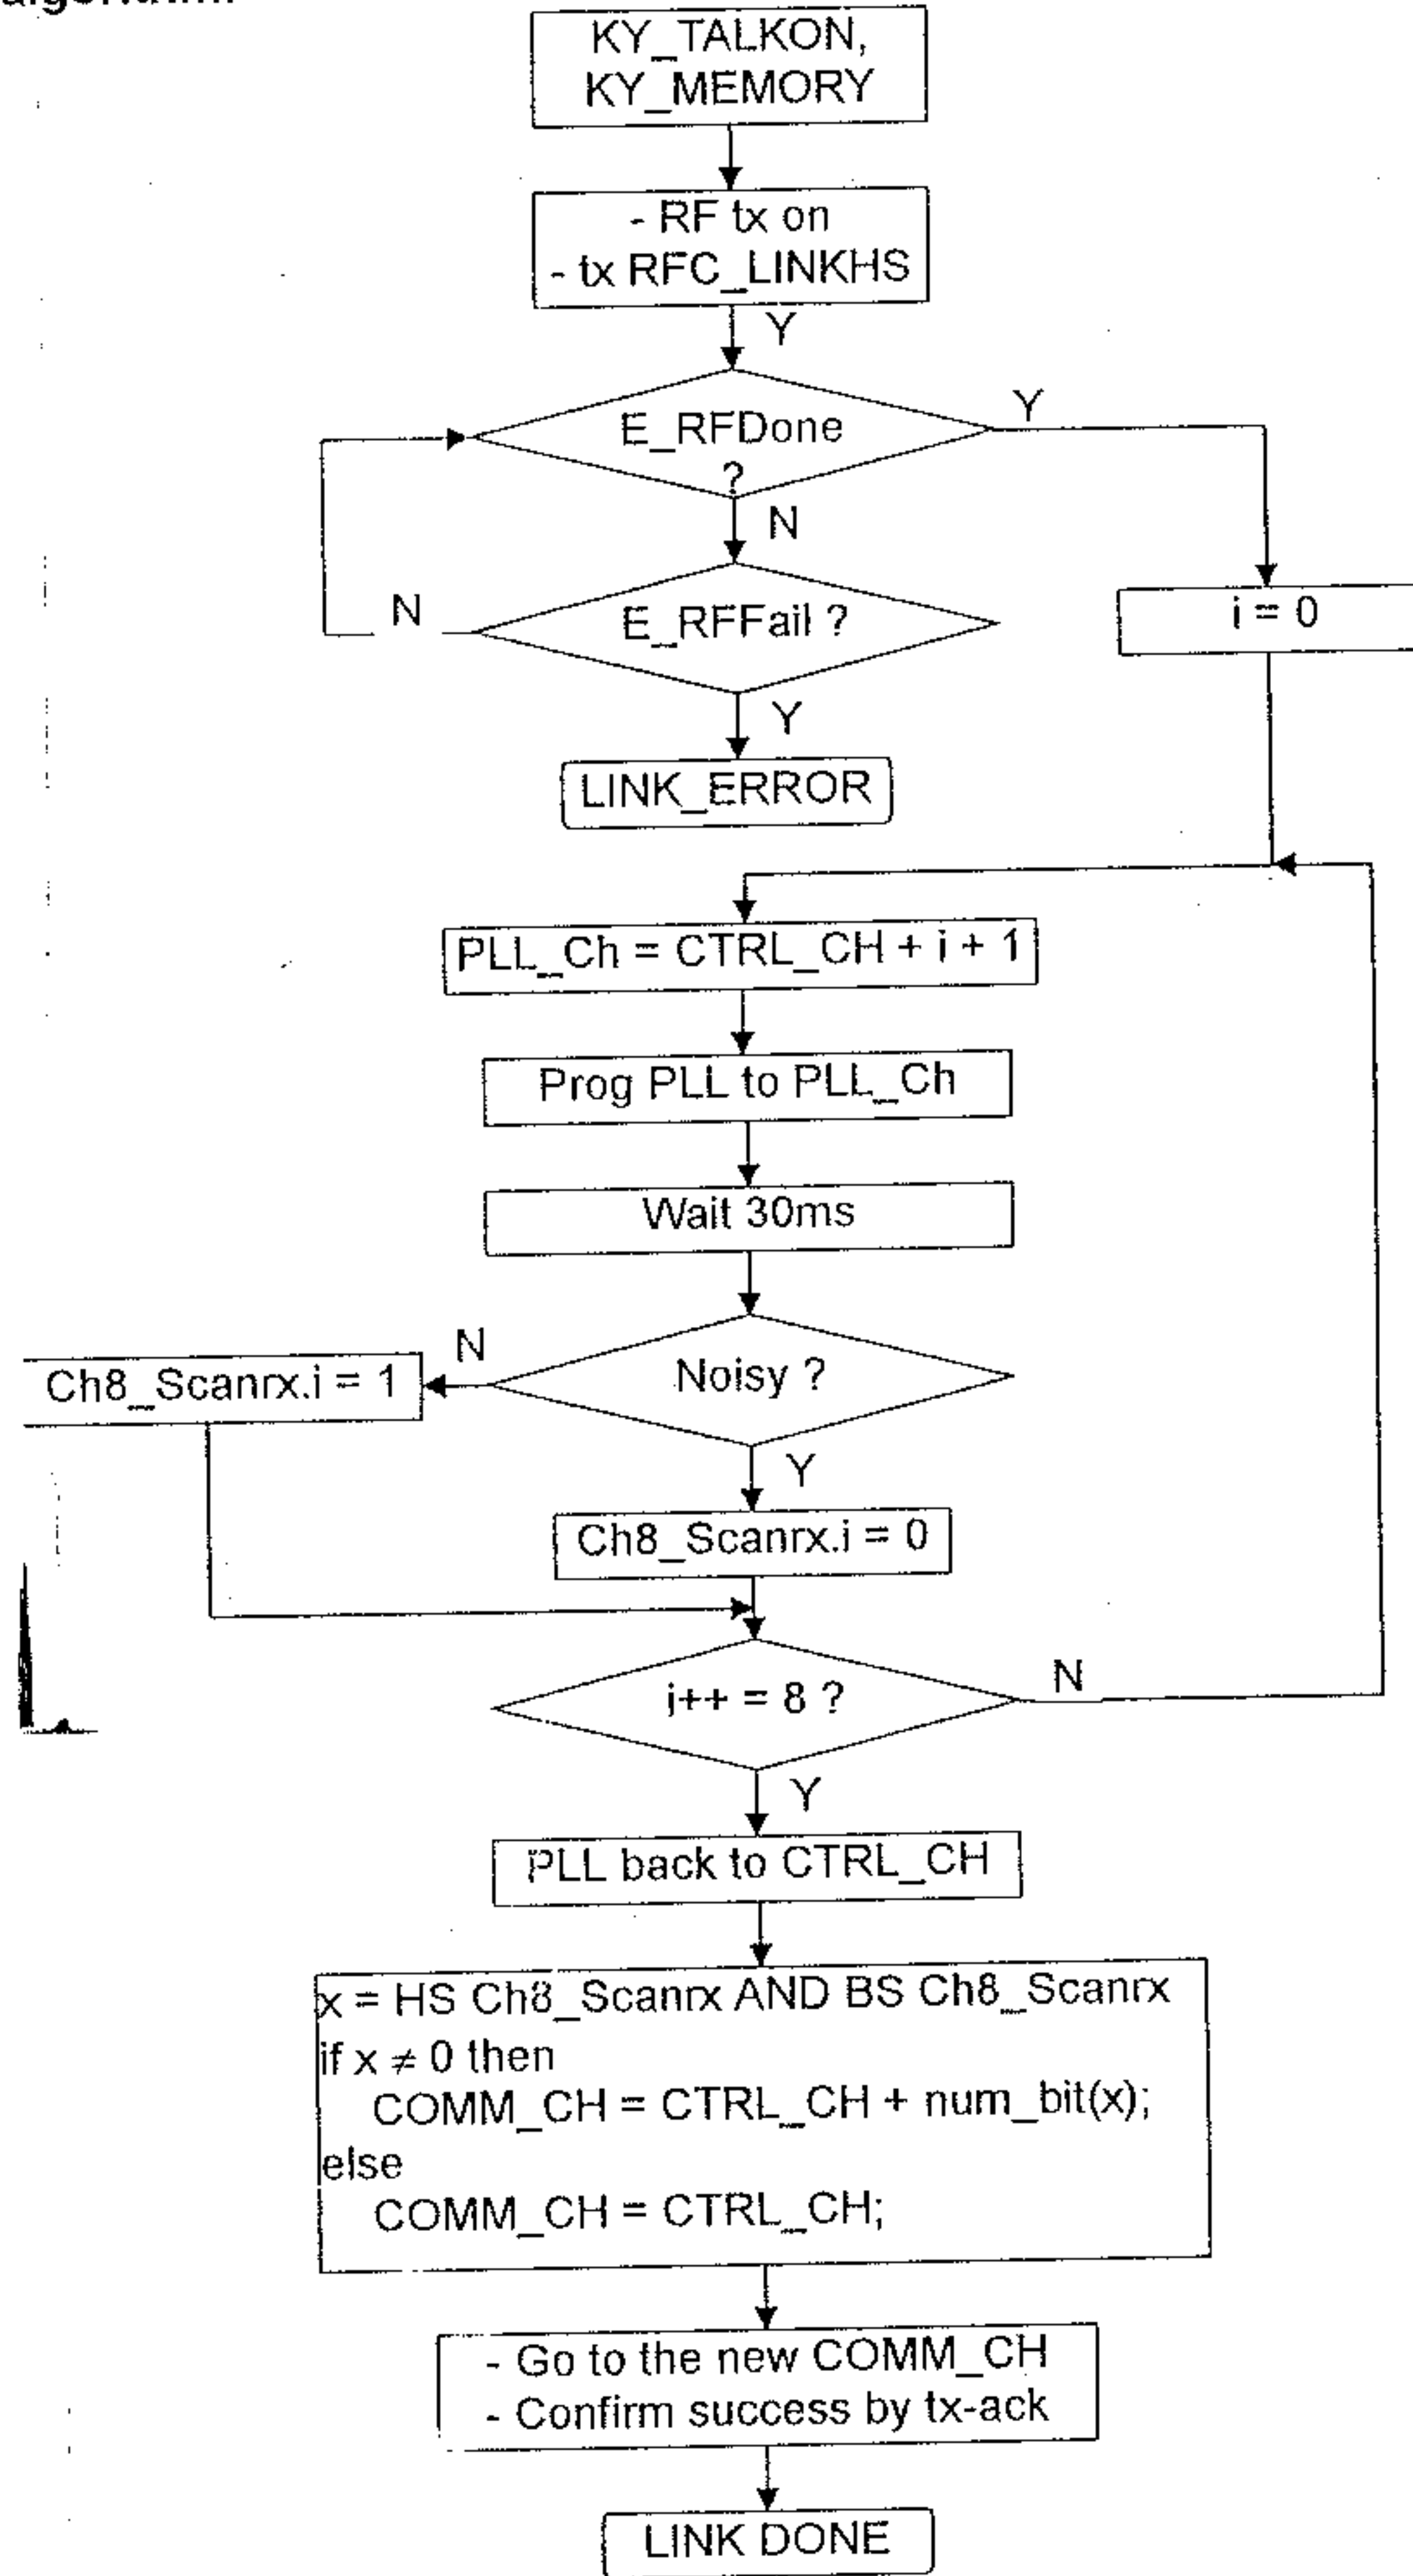 KY_TALKON,
KY_MEMORY
- RF tx on
- tx RFC_LINKHS
Y
E_RFDone
?
Y
N
E_RFFail ?
N
i = 0
Y
LINK_ERROR
PLL_Ch = CTRL_CH + i + 1
Prog PLL to PLL_Ch
Wait 30ms
Noisy ?
N
Ch8_Scanrx.i = 1
Y
Ch8_Scanrx.i = 0
i++ = 8 ?
N
Y
PLL back to CTRL_CH
x = HS Ch8_Scanrx AND BS Ch8_Scanrx
if x ≠ 0 then
COMM_CH = CTRL_CH + num_bit(x);
else
COMM_CH = CTRL_CH;
- Go to the new COMM_CH
- Confirm success by tx-ack
LINK DONE